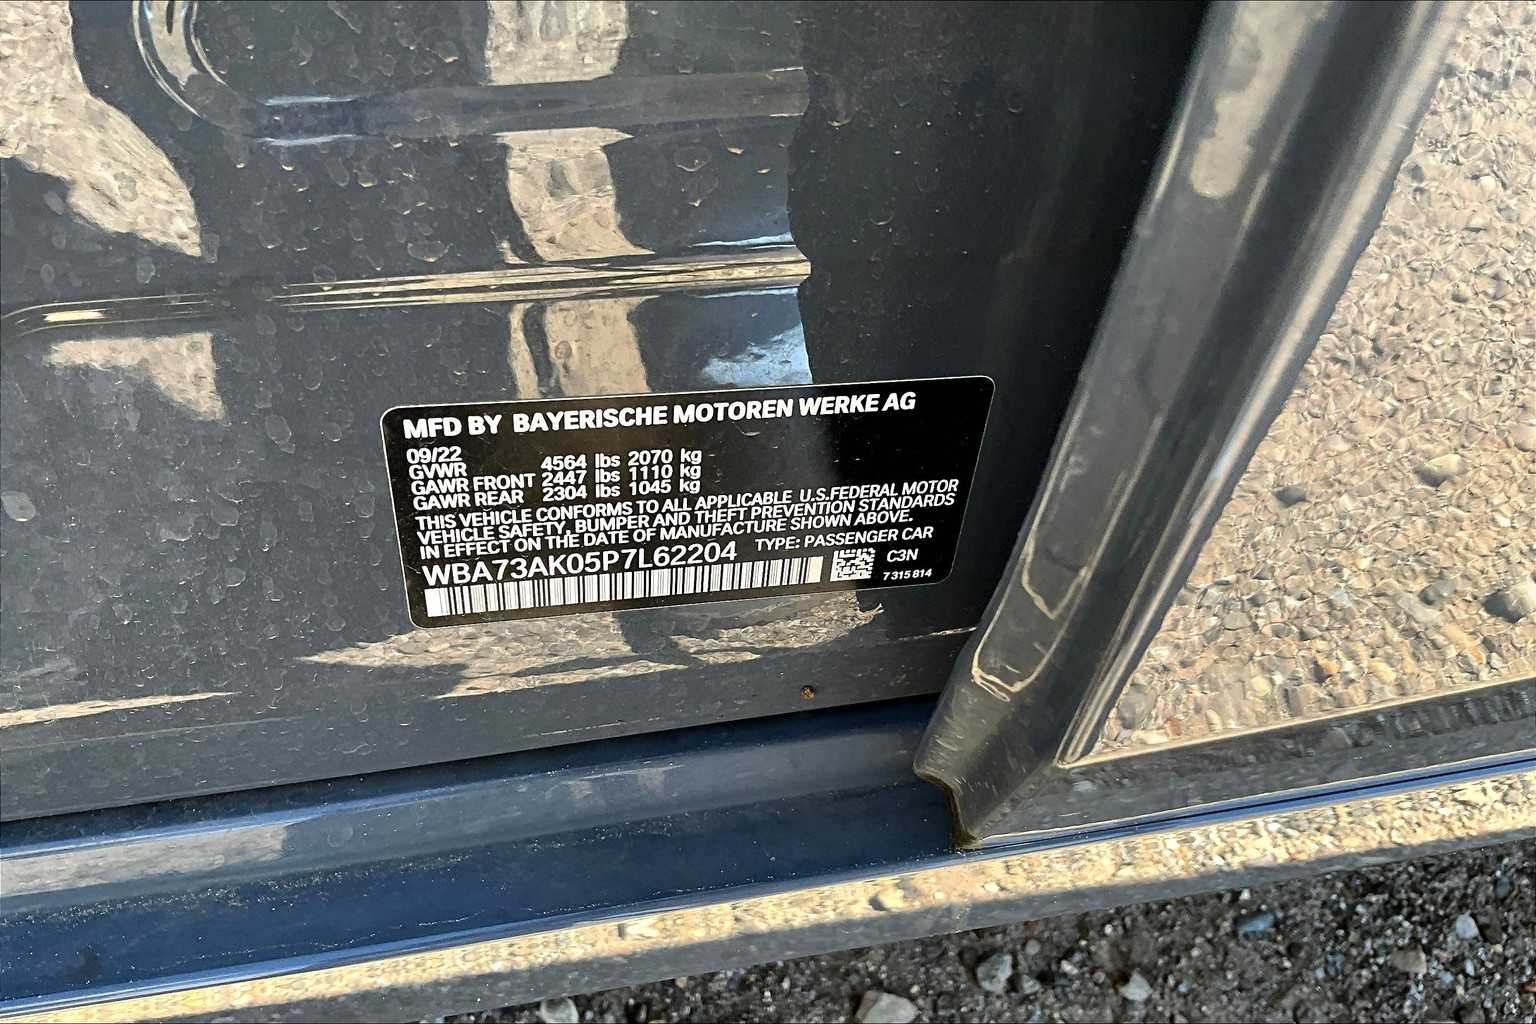 MFD BY BAYERISCHE MOTOREN WERKE AG
09/22
GVWR 4564 lbs 2070 kg
GAWR FRONT 2447 lbs 1110 kg
GAWR REAR 2304 lbs 1045 kg
THIS VEHICLE CONFORMS TO ALL APPLICABLE U.S.FEDERAL MOTOR
VEHICLE SAFETY, BUMPER AND THEFT PREVENTION STANDARDS
IN EFFECT ON THE DATE OF MANUFACTURE SHOWN ABOVE.
WBA73AK05P7L62204 TYPE: PASSENGER CAR
C3N
7 315 814